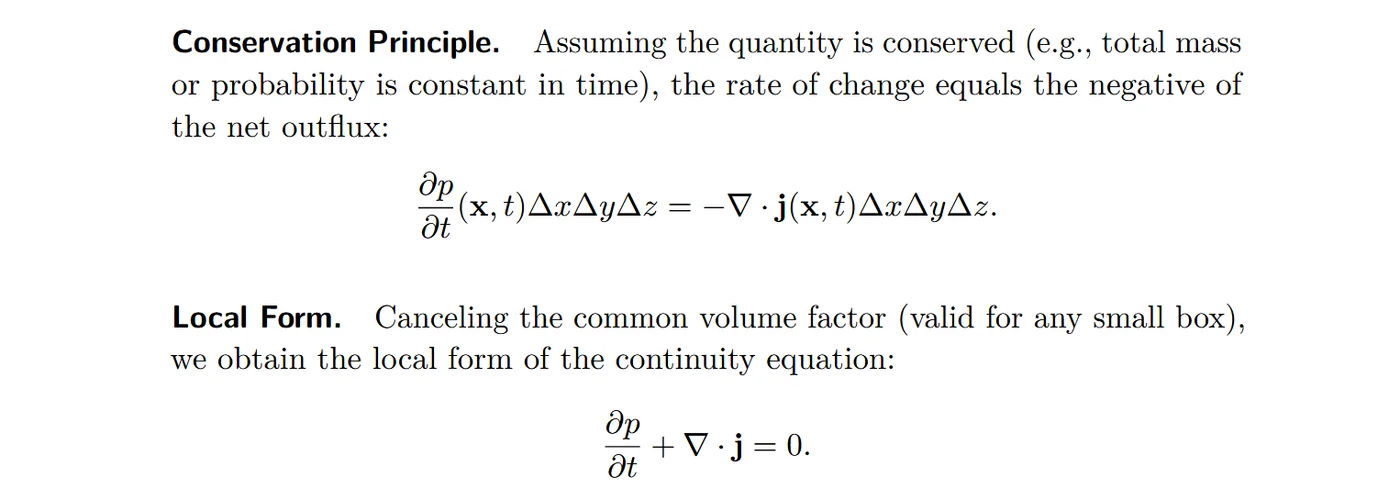 Conservation Principle. Assuming the quantity is conserved (e.g., total mass
or probability is constant in time), the rate of change equals the negative of
the net outflux:
∂p/∂t (x, t)ΔxΔyΔz = −∇ · j(x, t)ΔxΔyΔz.
Local Form. Canceling the common volume factor (valid for any small box),
we obtain the local form of the continuity equation:
∂p/∂t + ∇ · j = 0.